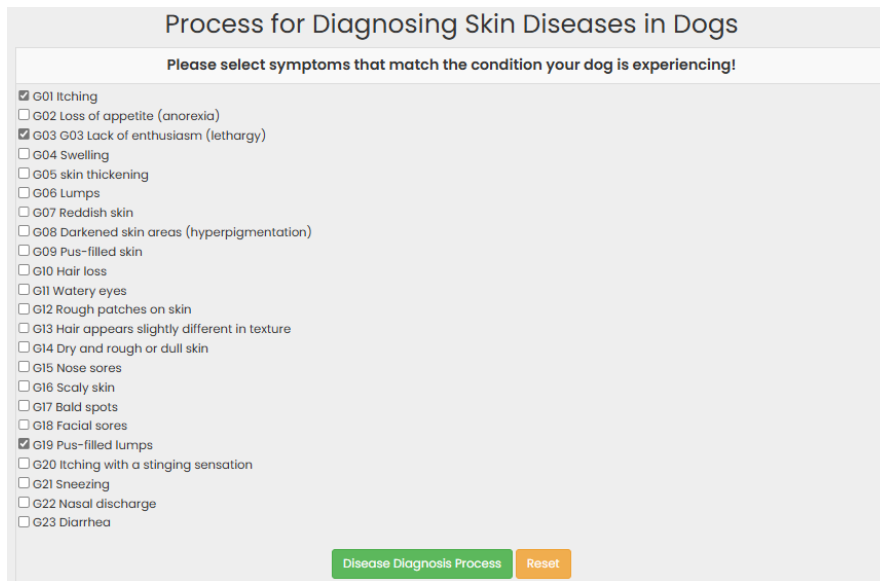 Process for Diagnosing Skin Diseases in Dogs
Please select symptoms that match the condition your dog is experiencing!
G01 Itching
G02 Loss of appetite (anorexia)
G03 G03 Lack of enthusiasm (lethargy)
G04 Swelling
G05 skin thickening
G06 Lumps
G07 Reddish skin
G08 Darkened skin areas (hyperpigmentation)
G09 Pus-filled skin
G10 Hair loss
G11 Watery eyes
G12 Rough patches on skin
G13 Hair appears slightly different in texture
G14 Dry and rough or dull skin
G15 Nose sores
G16 Scaly skin
G17 Bald spots
G18 Facial sores
G19 Pus-filled lumps
G20 Itching with a stinging sensation
G21 Sneezing
G22 Nasal discharge
G23 Diarrhea
Disease Diagnosis Process Reset